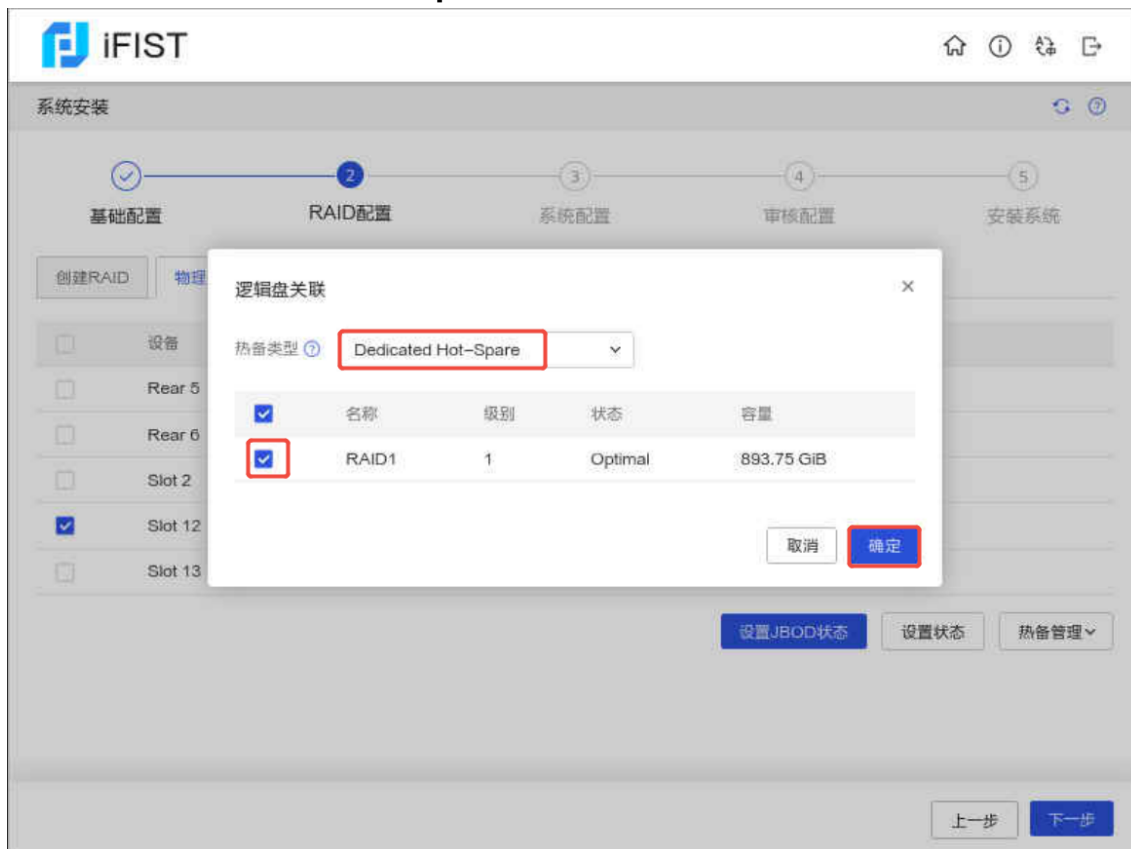 iFIST
系统安装
2 3 4 5
基础配置 RAID配置 系统配置 审核配置 安装系统
创建RAID 物理
逻辑盘关联
热备类型 Dedicated Hot-Spare
设备
Rear 5
名称 级别 状态 容量
Rear 6
RAID1 1 Optimal 893.75 GiB
Slot 2
Slot 12
取消 确定
Slot 13
设置JBOD状态 设置状态 热备管理
上一步 下一步